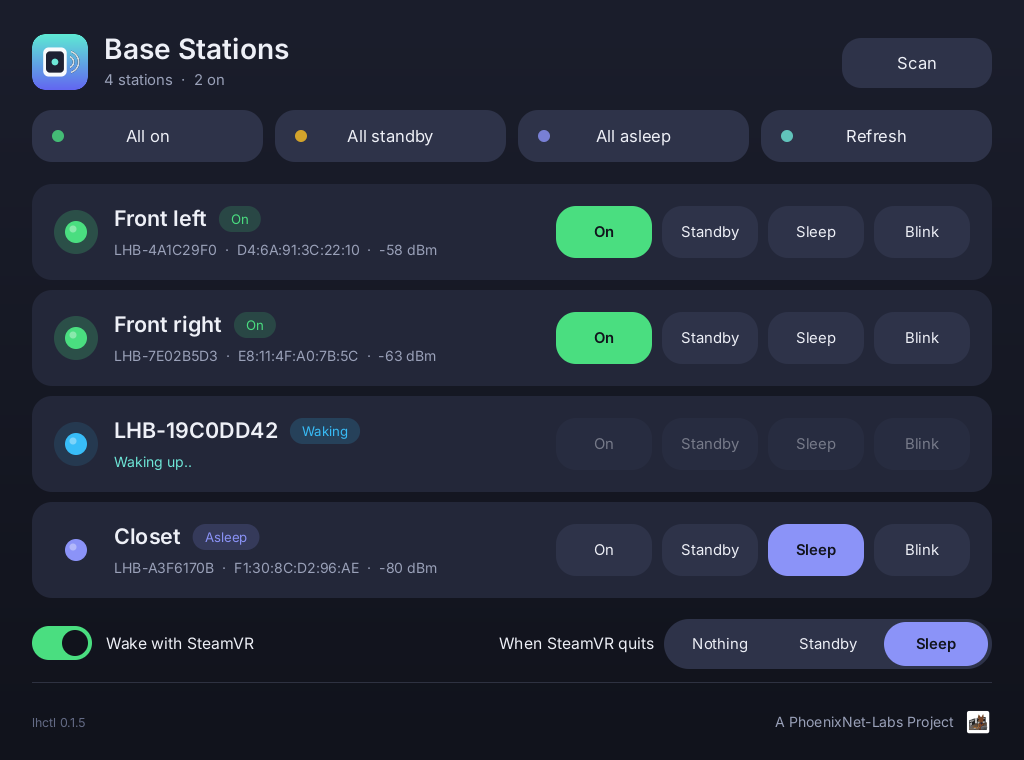 Base Stations
4 stations · 2 on
Scan
All on
All standby
All asleep
Refresh
Front left On
LHB-4A1C29F0 · D4:6A:91:3C:22:10 · -58 dBm
On Standby Sleep Blink
Front right On
LHB-7E02B5D3 · E8:11:4F:A0:7B:5C · -63 dBm
On Standby Sleep Blink
LHB-19C0DD42 Waking
Waking up..
On Standby Sleep Blink
Closet Asleep
LHB-A3F6170B · F1:30:8C:D2:96:AE · -80 dBm
On Standby Sleep Blink
Wake with SteamVR
When SteamVR quits Nothing Standby Sleep
lhctl 0.1.5
A PhoenixNet-Labs Project